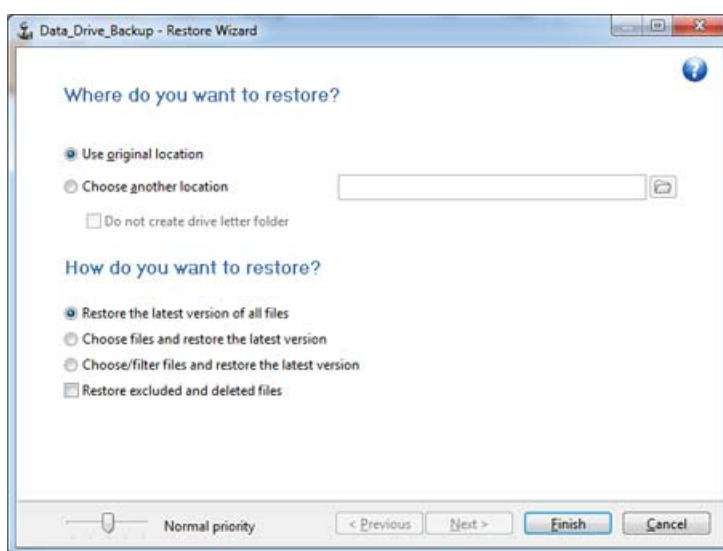 Data_Drive_Backup - Restore Wizard
?
Where do you want to restore?
Use original location
Choose another location
Do not create drive letter folder
How do you want to restore?
Restore the latest version of all files
Choose files and restore the latest version
Choose/filter files and restore the latest version
Restore excluded and deleted files
Normal priority
< Previous
Next >
Finish
Cancel